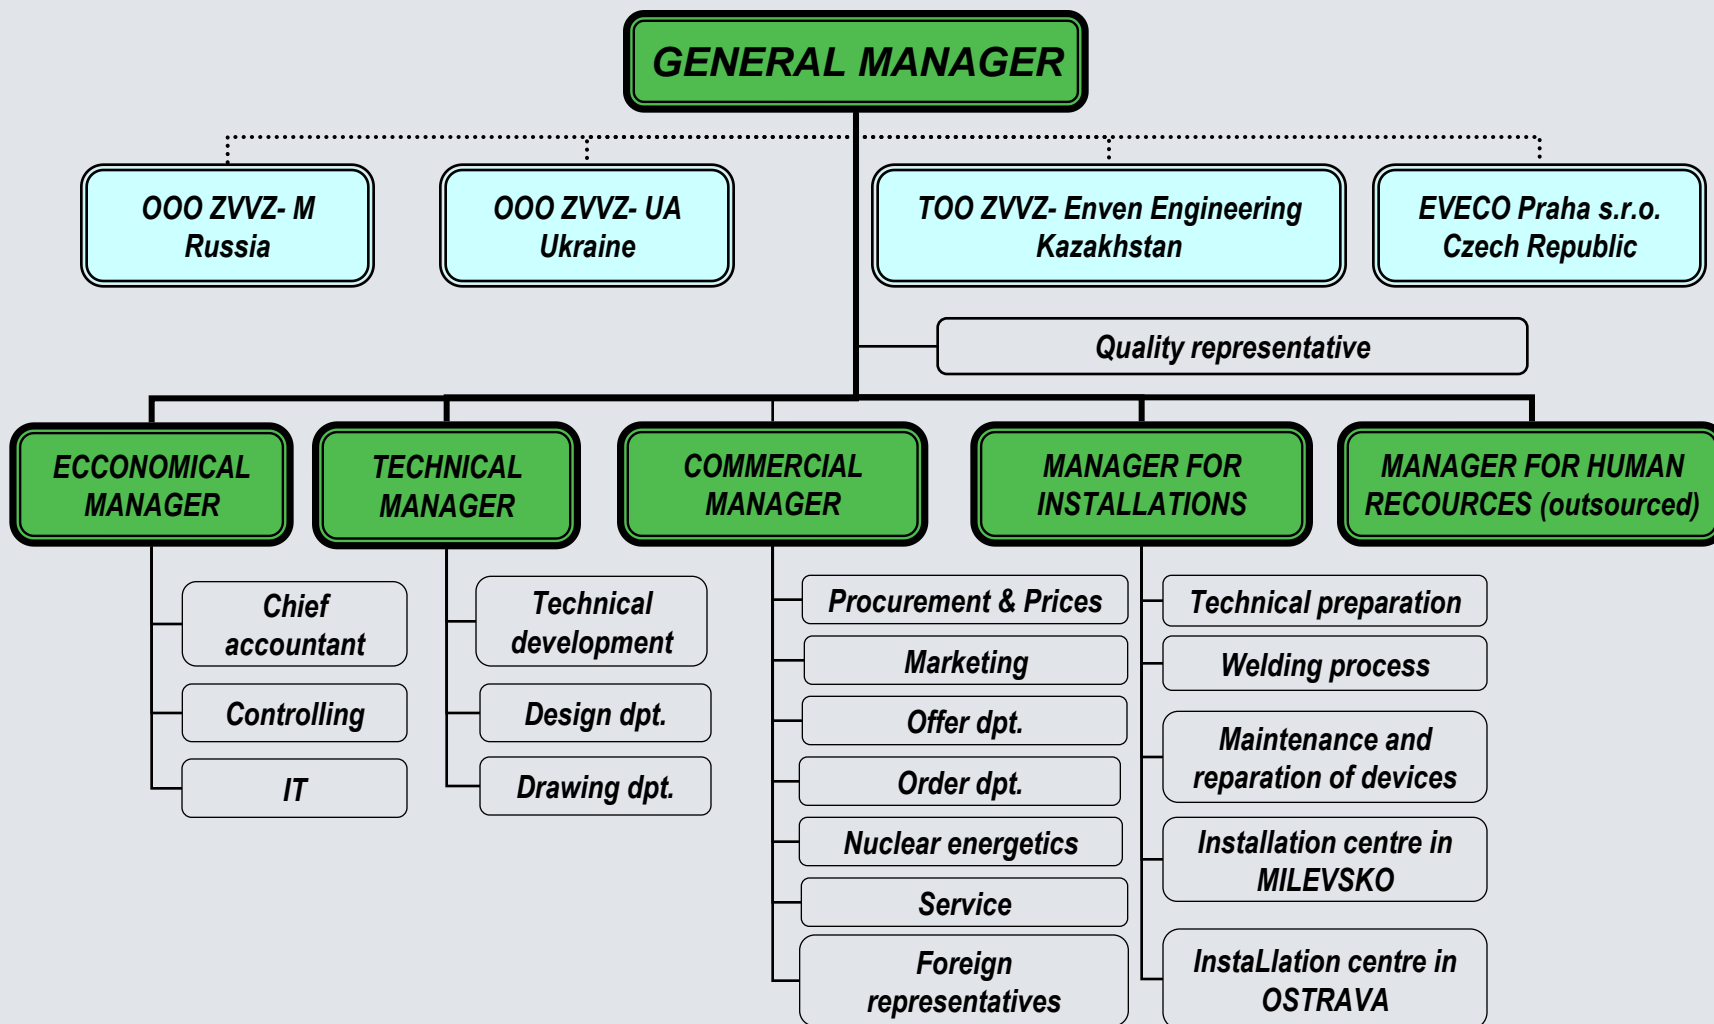 GENERAL MANAGER
OOO ZVVZ- M
Russia
OOO ZVVZ- UA
Ukraine
TOO ZVVZ- Enven Engineering
Kazakhstan
EVECO Praha s.r.o.
Czech Republic
Quality representative
ECCONOMICAL
MANAGER
TECHNICAL
MANAGER
COMMERCIAL
MANAGER
MANAGER FOR
INSTALLATIONS
MANAGER FOR HUMAN
RECOURCES (outsourced)
Chief
accountant
Controlling
IT
Technical
development
Design dpt.
Drawing dpt.
Procurement & Prices
Marketing
Offer dpt.
Order dpt.
Nuclear energetics
Service
Foreign
representatives
Technical preparation
Welding process
Maintenance and
reparation of devices
Installation centre in
MILEVSKO
InstaLlation centre in
OSTRAVA